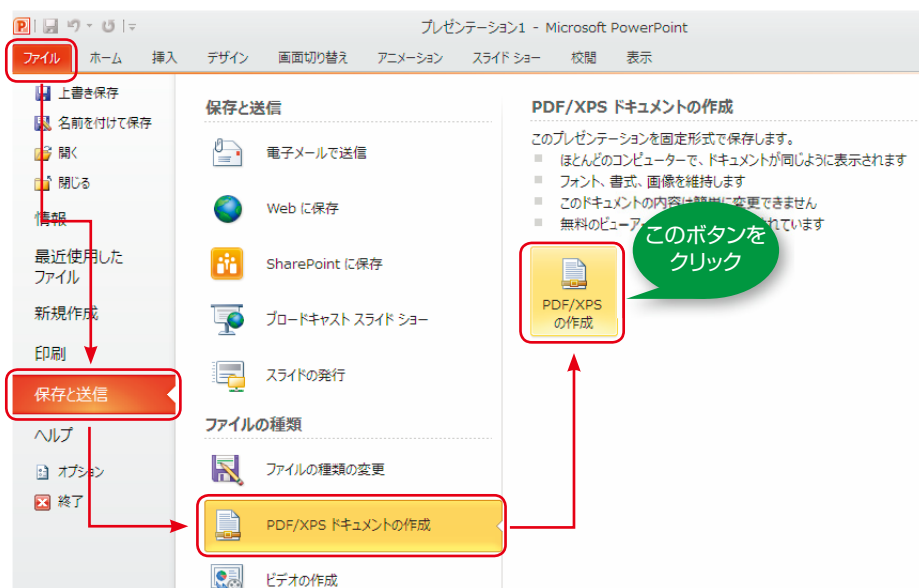 プレゼンテーション1 - Microsoft PowerPoint
ファイル ホーム 挿入 デザイン 画面切り替え アニメーション スライド ショー 校閲 表示
上書き保存
名前を付けて保存
開く
閉じる
情報
最近使用した
ファイル
新規作成
印刷
保存と送信
ヘルプ
オプション
終了
保存と送信
電子メールで送信
Web に保存
SharePoint に保存
ブロードキャスト スライド ショー
スライドの発行
ファイルの種類
ファイルの種類の変更
PDF/XPS ドキュメントの作成
ビデオの作成
PDF/XPS ドキュメントの作成
このプレゼンテーションを固定形式で保存します。
ほとんどのコンピューターで、ドキュメントが同じように表示されます
フォント、書式、画像を維持します
このドキュメントの内容は簡単に変更できません
無料のビューアー れています
このボタンを
クリック
PDF/XPS
の作成